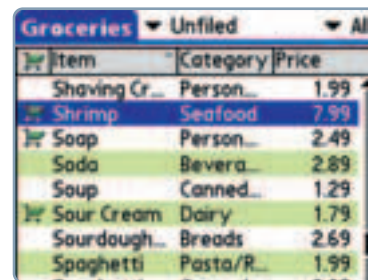 Groceries Unfiled Al
Item Category Price
Shaving Cr... Person... 1.99
Shrimp Seafood 7.99
Soap Person... 2.49
Soda Bevera... 2.89
Soup Canned... 1.29
Sour Cream Dairy 1.79
Sourdough... Breads 2.69
Spaghetti Pasta/R... 1.99